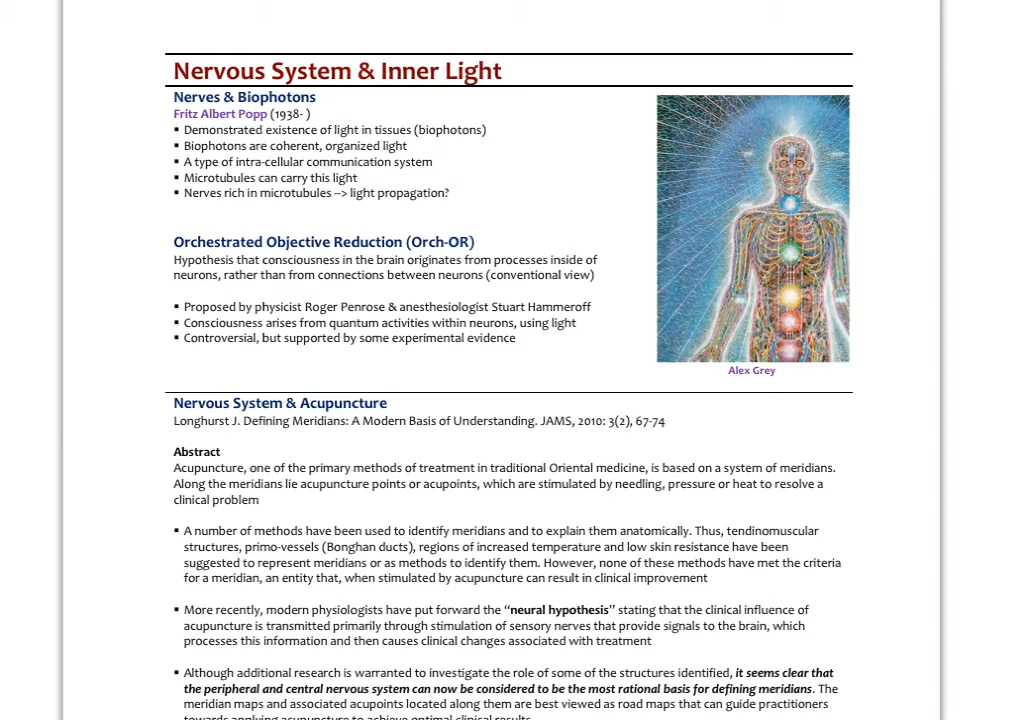 Nervous System & Inner Light
Nerves & Biophotons
Fritz Albert Popp (1938- )
▪ Demonstrated existence of light in tissues (biophotons)
▪ Biophotons are coherent, organized light
▪ A type of intra-cellular communication system
▪ Microtubules can carry this light
▪ Nerves rich in microtubules --> light propagation?
Orchestrated Objective Reduction (Orch-OR)
Hypothesis that consciousness in the brain originates from processes inside of
neurons, rather than from connections between neurons (conventional view)
▪ Proposed by physicist Roger Penrose & anesthesiologist Stuart Hammeroff
▪ Consciousness arises from quantum activities within neurons, using light
▪ Controversial, but supported by some experimental evidence
Alex Grey
Nervous System & Acupuncture
Longhurst J. Defining Meridians: A Modern Basis of Understanding. JAMS, 2010: 3(2), 67-74
Abstract
Acupuncture, one of the primary methods of treatment in traditional Oriental medicine, is based on a system of meridians.
Along the meridians lie acupuncture points or acupoints, which are stimulated by needling, pressure or heat to resolve a
clinical problem
▪ A number of methods have been used to identify meridians and to explain them anatomically. Thus, tendinomuscular
structures, primo-vessels (Bonghan ducts), regions of increased temperature and low skin resistance have been
suggested to represent meridians or as methods to identify them. However, none of these methods have met the criteria
for a meridian, an entity that, when stimulated by acupuncture can result in clinical improvement
▪ More recently, modern physiologists have put forward the “neural hypothesis” stating that the clinical influence of
acupuncture is transmitted primarily through stimulation of sensory nerves that provide signals to the brain, which
processes this information and then causes clinical changes associated with treatment
▪ Although additional research is warranted to investigate the role of some of the structures identified, it seems clear that
the peripheral and central nervous system can now be considered to be the most rational basis for defining meridians. The
meridian maps and associated acupoints located along them are best viewed as road maps that can guide practitioners
towards applying acupuncture to achieve optimal clinical results